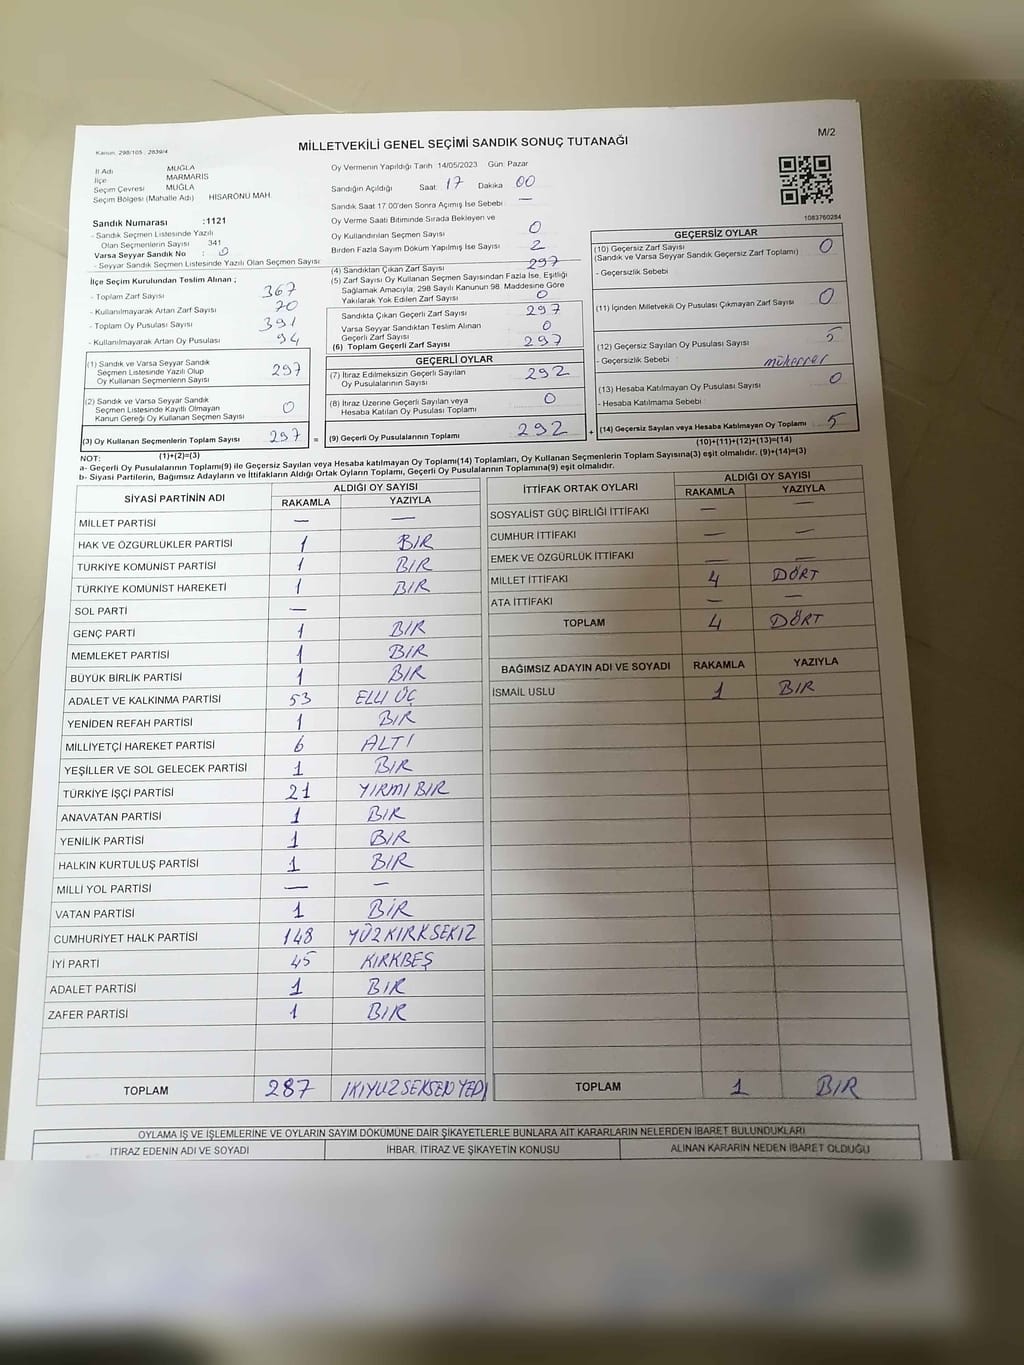 M/2
MİLLETVEKİLİ GENEL SEÇİMİ SANDIK SONUÇ TUTANAĞI
Kanun: 298/105 : 2839/4
İl Adı MUĞLA
İlçe MARMARİS
Seçim Çevresi MUĞLA
Seçim Bölgesi (Mahalle Adı) HİSARÖNÜ MAH.
Sandık Numarası :1121
- Sandık Seçmen Listesinde Yazılı
Olan Seçmenlerin Sayısı 341
Varsa Seyyar Sandık No : 0
- Seyyar Sandık Seçmen Listesinde Yazılı Olan Seçmen Sayısı:
İlçe Seçim Kurulundan Teslim Alınan ;
- Toplam Zarf Sayısı 367
- Kullanılmayarak Artan Zarf Sayısı 70
- Toplam Oy Pusulası Sayısı 391
- Kullanılmayarak Artan Oy Pusulası 94
(1) Sandık ve Varsa Seyyar Sandık
Seçmen Listesinde Yazılı Olup
Oy Kullanan Seçmenlerin Sayısı 297
(2) Sandık ve Varsa Seyyar Sandık
Seçmen Listesinde Kayıtlı Olmayan
Kanun Gereği Oy Kullanan Seçmen Sayısı 0
(3) Oy Kullanan Seçmenlerin Toplam Sayısı 297 =
(1)+(2)=(3)
Oy Vermenin Yapıldığı Tarih 14/05/2023 Gün: Pazar
Sandığın Açıldığı Saat 17 Dakika 00
Sandık Saat 17.00'den Sonra Açımış İse Sebebi : —
Oy Verme Saati Bitiminde Sırada Bekleyen ve
Oy Kullandırılan Seçmen Sayısı 0
Birden Fazla Sayım Döküm Yapılmış İse Sayısı 2
(4) Sandıktan Çıkan Zarf Sayısı 297
(5) Zarf Sayısı Oy Kullanan Seçmen Sayısından Fazla İse, Eşitliği
Sağlamak Amacıyla; 298 Sayılı Kanunun 98. Maddesine Göre
Yakılarak Yok Edilen Zarf Sayısı 0
Sandıkta Çıkan Geçerli Zarf Sayısı 297
Varsa Seyyar Sandıktan Teslim Alınan
Geçerli Zarf Sayısı 0
(6) Toplam Geçerli Zarf Sayısı 297
GEÇERLİ OYLAR
(7) İtiraz Edilmeksizin Geçerli Sayılan
Oy Pusulalarının Sayısı 292
(8) İtiraz Üzerine Geçerli Sayılan veya
Hesaba Katılan Oy Pusulası Toplamı 0
(9) Geçerli Oy Pusulalarının Toplamı 292 +
1083760284
GEÇERSİZ OYLAR
(10) Geçersiz Zarf Sayısı 0
(Sandık ve Varsa Seyyar Sandık Geçersiz Zarf Toplamı)
- Geçersizlik Sebebi
(11) İçinden Milletvekili Oy Pusulası Çıkmayan Zarf Sayısı 0
(12) Geçersiz Sayılan Oy Pusulası Sayısı 5
- Geçersizlik Sebebi : mükerrer
(13) Hesaba Katılmayan Oy Pusulası Sayısı 0
- Hesaba Katılmama Sebebi :
(14) Geçersiz Sayılan veya Hesaba Katılmayan Oy Toplamı 5
(10)+(11)+(12)+(13)=(14)
NOT:
a- Geçerli Oy Pusulalarının Toplamı(9) ile Geçersiz Sayılan veya Hesaba katılmayan Oy Toplamı(14) Toplamları, Oy Kullanan Seçmenlerin Toplam Sayısına(3) eşit olmalıdır. (9)+(14)=(3)
b- Siyasi Partilerin, Bağımsız Adayların ve İttifakların Aldığı Ortak Oyların Toplamı, Geçerli Oy Pusulalarının Toplamına(9) eşit olmalıdır.
SİYASİ PARTİNİN ADI ALDIĞI OY SAYISI
RAKAMLA YAZIYLA
MİLLET PARTİSİ — —
HAK VE ÖZGÜRLÜKLER PARTİSİ 1 BİR
TÜRKİYE KOMÜNİST PARTİSİ 1 BİR
TÜRKİYE KOMÜNİST HAREKETİ 1 BİR
SOL PARTİ —
GENÇ PARTİ 1 BİR
MEMLEKET PARTİSİ 1 BİR
BÜYÜK BİRLİK PARTİSİ 1 BİR
ADALET VE KALKINMA PARTİSİ 53 ELLİ ÜÇ
YENİDEN REFAH PARTİSİ 1 BİR
MİLLİYETÇİ HAREKET PARTİSİ 6 ALTI
YEŞİLLER VE SOL GELECEK PARTİSİ 1 BİR
TÜRKİYE İŞÇİ PARTİSİ 21 YIRMI BIR
ANAVATAN PARTİSİ 1 BIR
YENİLİK PARTİSİ 1 BİR
HALKIN KURTULUŞ PARTİSİ 1 BİR
MİLLİ YOL PARTİSİ — —
VATAN PARTİSİ 1 BİR
CUMHURİYET HALK PARTİSİ 148 YÜZ KIRK SEKIZ
İYİ PARTİ 45 KIRKBEŞ
ADALET PARTİSİ 1 BIR
ZAFER PARTİSİ 1 BIR
TOPLAM 287 IKIYUZ SEKSEN YEDI
İTTİFAK ORTAK OYLARI ALDIĞI OY SAYISI
RAKAMLA YAZIYLA
SOSYALİST GÜÇ BİRLİĞİ İTTİFAKI — —
CUMHUR İTTİFAKI — —
EMEK VE ÖZGÜRLÜK İTTİFAKI — —
MİLLET İTTİFAKI 4 DÖRT
ATA İTTİFAKI — —
TOPLAM 4 DÖRT
BAĞIMSIZ ADAYIN ADI VE SOYADI RAKAMLA YAZIYLA
İSMAİL USLU 1 BIR
TOPLAM 1 BİR
OYLAMA İŞ VE İŞLEMLERİNE VE OYLARIN SAYIM DÖKÜMÜNE DAİR ŞİKAYETLERLE BUNLARA AİT KARARLARIN NELERDEN İBARET BULUNDUKLARI
İTİRAZ EDENİN ADI VE SOYADI İHBAR, İTİRAZ VE ŞİKAYETİN KONUSU ALINAN KARARIN NEDEN İBARET OLDUĞU